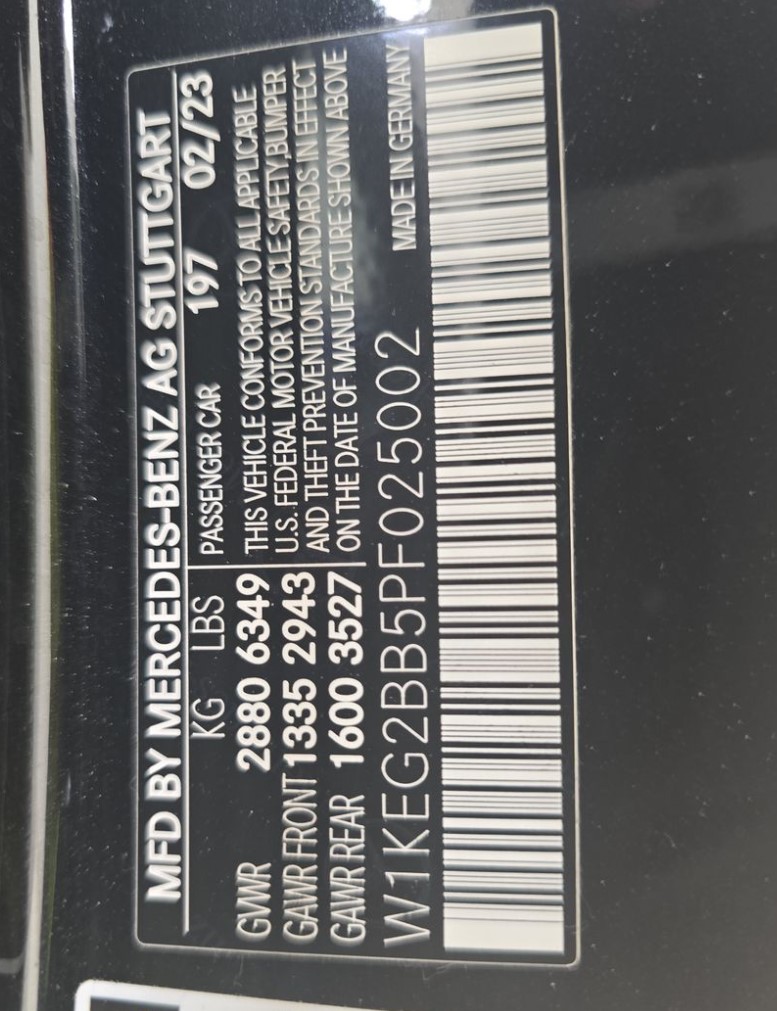 MFD BY MERCEDES-BENZ AG STUTTGART
KG LBS PASSENGER CAR 197 02/23
GVWR 2880 6349 THIS VEHICLE CONFORMS TO ALL APPLICABLE
GAWR FRONT 1335 2943 U.S. FEDERAL MOTOR VEHICLE SAFETY,BUMPER
GAWR REAR 1600 3527 AND THEFT PREVENTION STANDARDS IN EFFECT
ON THE DATE OF MANUFACTURE SHOWN ABOVE
W1KEG2BB5PF025002 MADE IN GERMANY